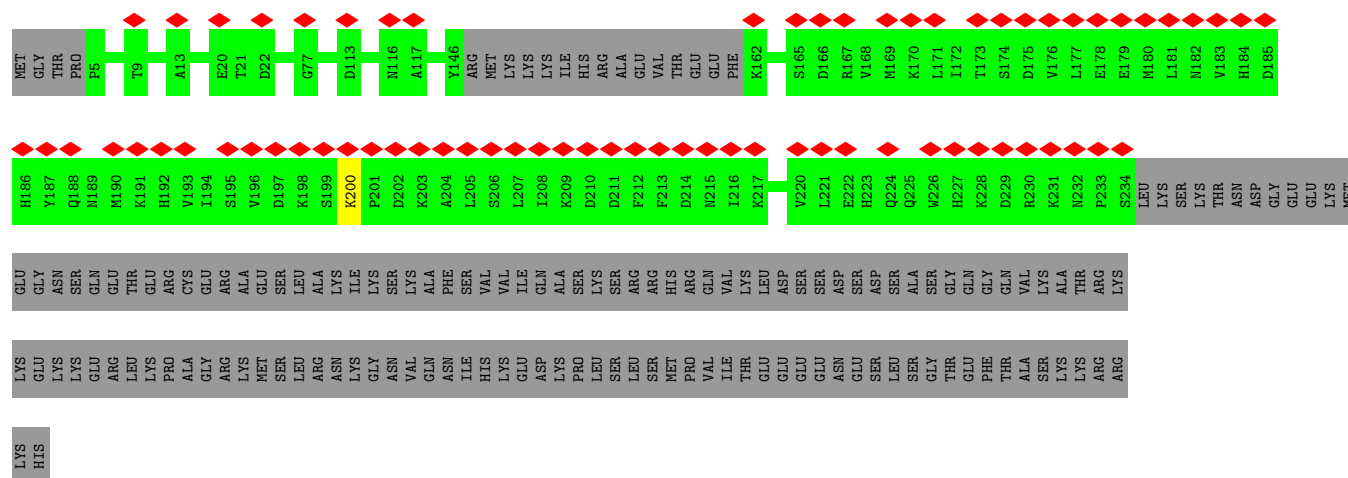 MET GLY THR PRO P5 T9 A13 E20 T21 D22 G77 D113 N116 A117 Y146 ARG MET LYS LYS LYS ILE HIS ARG ALA GLU VAL THR GLU GLU PHE K162 S165 D166 R167 V168 M169 K170 L171 I172 T173 S174 D175 V176 L177 E178 E179 M180 L181 N182 V183 H184 D185
H186 Y187 Q188 N189 M190 K191 H192 V193 I194 S195 V196 D197 K198 S199 K200 P201 D202 K203 A204 L205 S206 L207 I208 K209 D210 D211 F212 F213 D214 N215 I216 K217 V220 L221 E222 H223 Q224 Q225 W226 H227 K228 D229 R230 K231 N232 P233 S234 LEU LYS SER LYS THR ASN ASP GLY GLU GLU LYS MET
GLU GLY ASN SER GLN GLU THR GLU ARG CYS GLU ARG ALA GLU SER LEU ALA LYS ILE LYS SER LYS ALA PHE SER VAL VAL ILE GLN ALA SER LYS SER ARG ARG HIS ARG GLN VAL LYS LEU ASP SER SER ASP SER ASP SER ALA SER GLY GLN GLY GLN VAL LYS ALA THR ARG LYS
LYS GLU LYS LYS GLU ARG LEU LYS PRO ALA GLY ARG LYS MET SER LEU ARG ASN LYS GLY ASN VAL GLN ASN ILE HIS LYS GLU ASP LYS PRO LEU SER LEU SER MET PRO VAL ILE THR GLU GLU GLU GLU ASN GLU SER LEU SER GLY THR GLU PHE THR ALA SER LYS LYS ARG ARG
LYS HIS